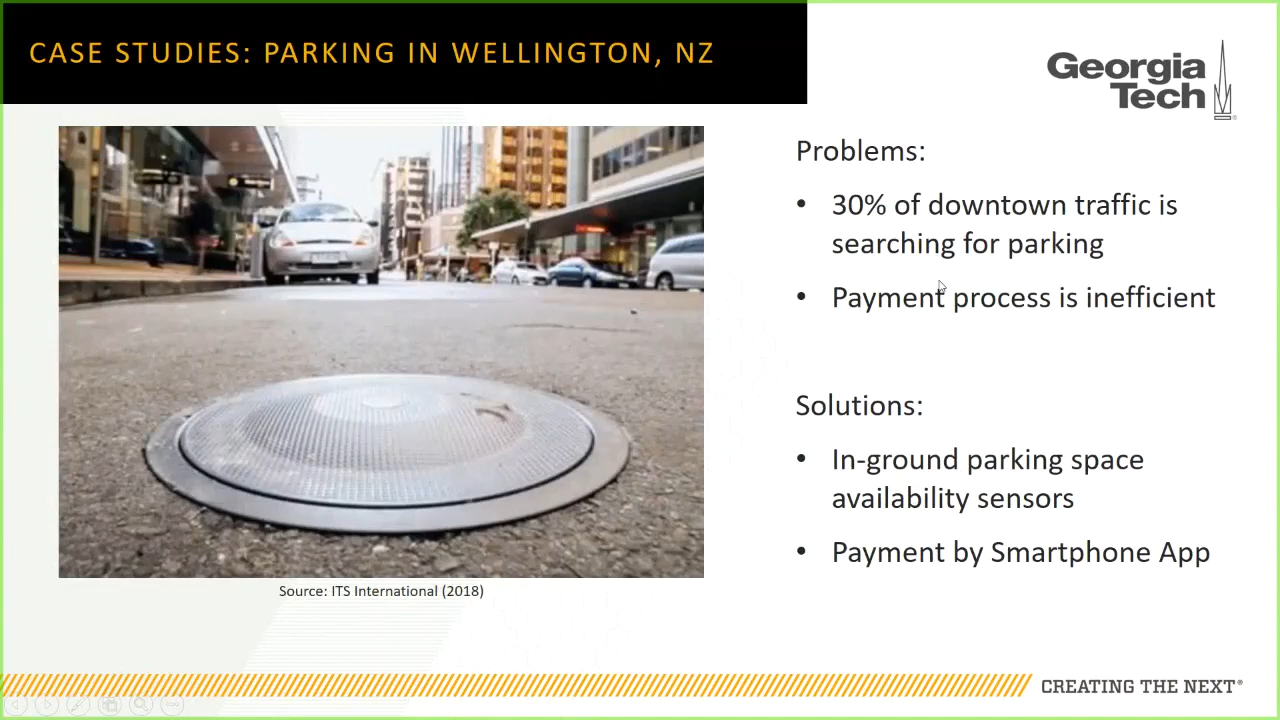 CASE STUDIES: PARKING IN WELLINGTON, NZ
Georgia
Tech
Problems:
• 30% of downtown traffic is
searching for parking
• Payment process is inefficient
Solutions:
• In-ground parking space
availability sensors
• Payment by Smartphone App
Source: ITS International (2018)
CREATING THE NEXT®